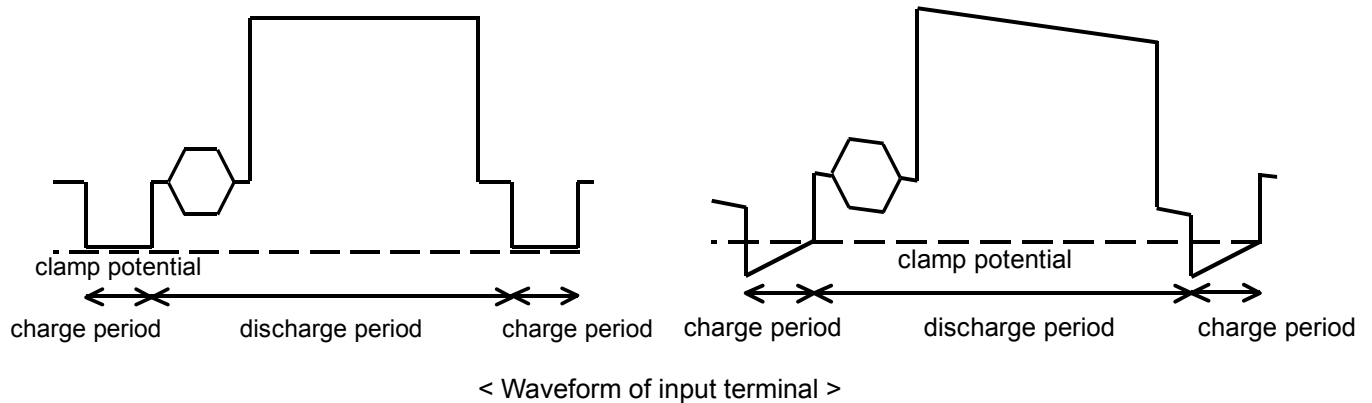 clamp potential
charge period
discharge period
charge period
clamp potential
charge period
discharge period
charge period
< Waveform of input terminal >